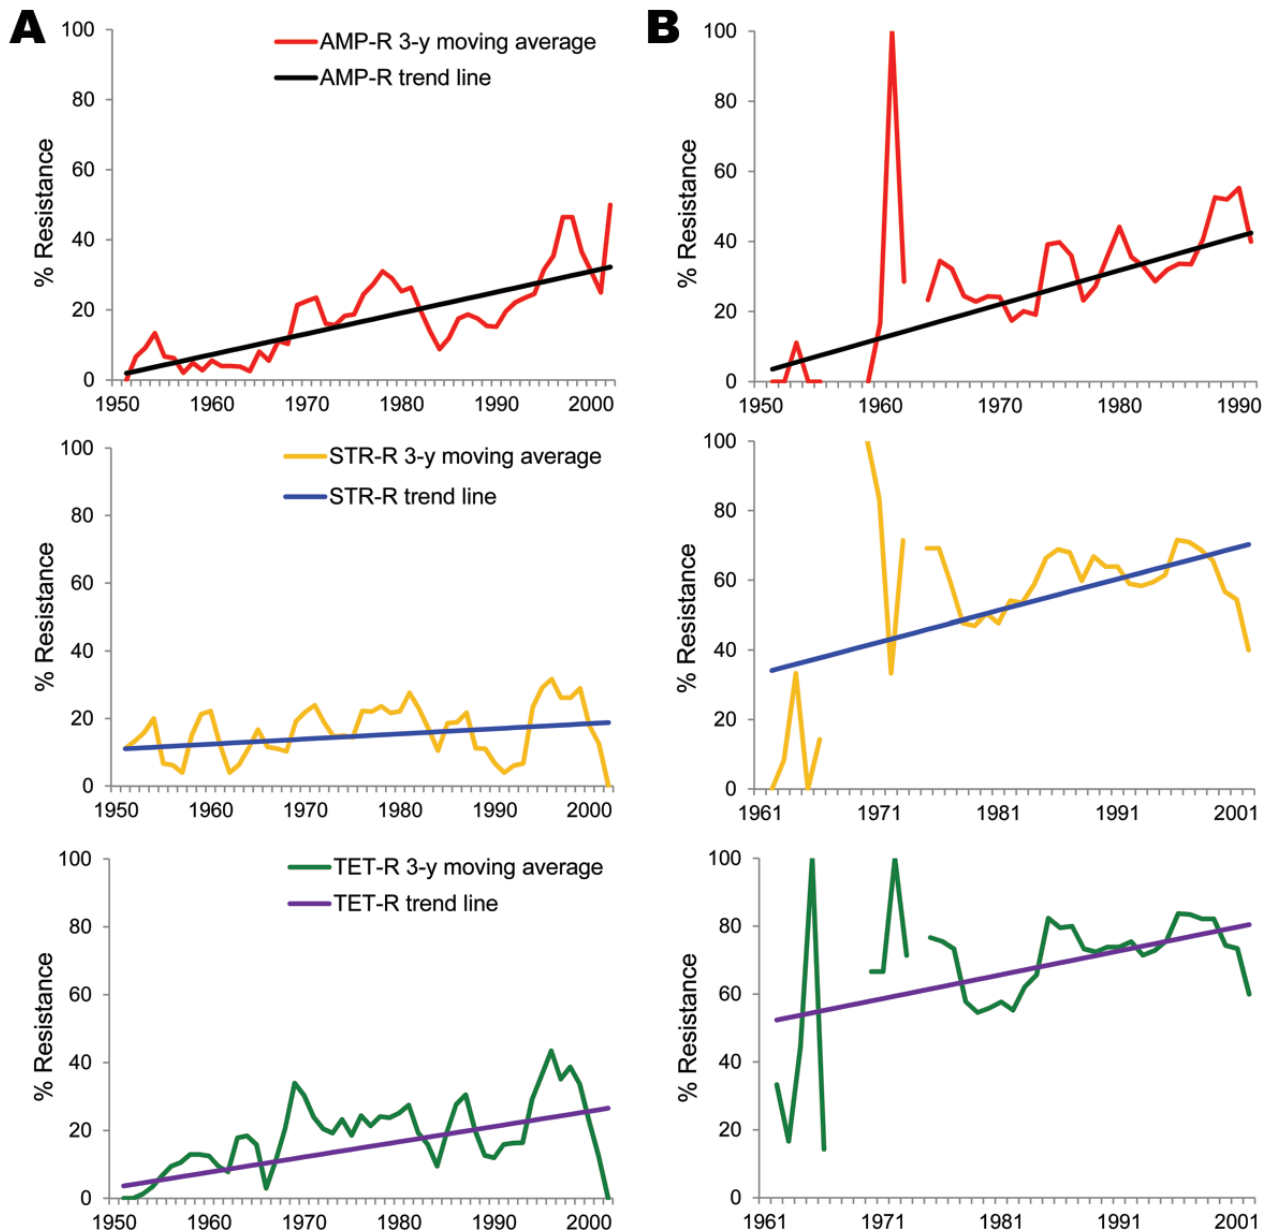 A
B
AMP-R 3-y moving average
AMP-R trend line
% Resistance
100
80
60
40
20
0
1950 1960 1970 1980 1990 2000
% Resistance
100
80
60
40
20
0
1950 1960 1970 1980 1990
STR-R 3-y moving average
STR-R trend line
% Resistance
100
80
60
40
20
0
1950 1960 1970 1980 1990 2000
% Resistance
100
80
60
40
20
0
1961 1971 1981 1991 2001
TET-R 3-y moving average
TET-R trend line
% Resistance
100
80
60
40
20
0
1950 1960 1970 1980 1990 2000
% Resistance
100
80
60
40
20
0
1961 1971 1981 1991 2001